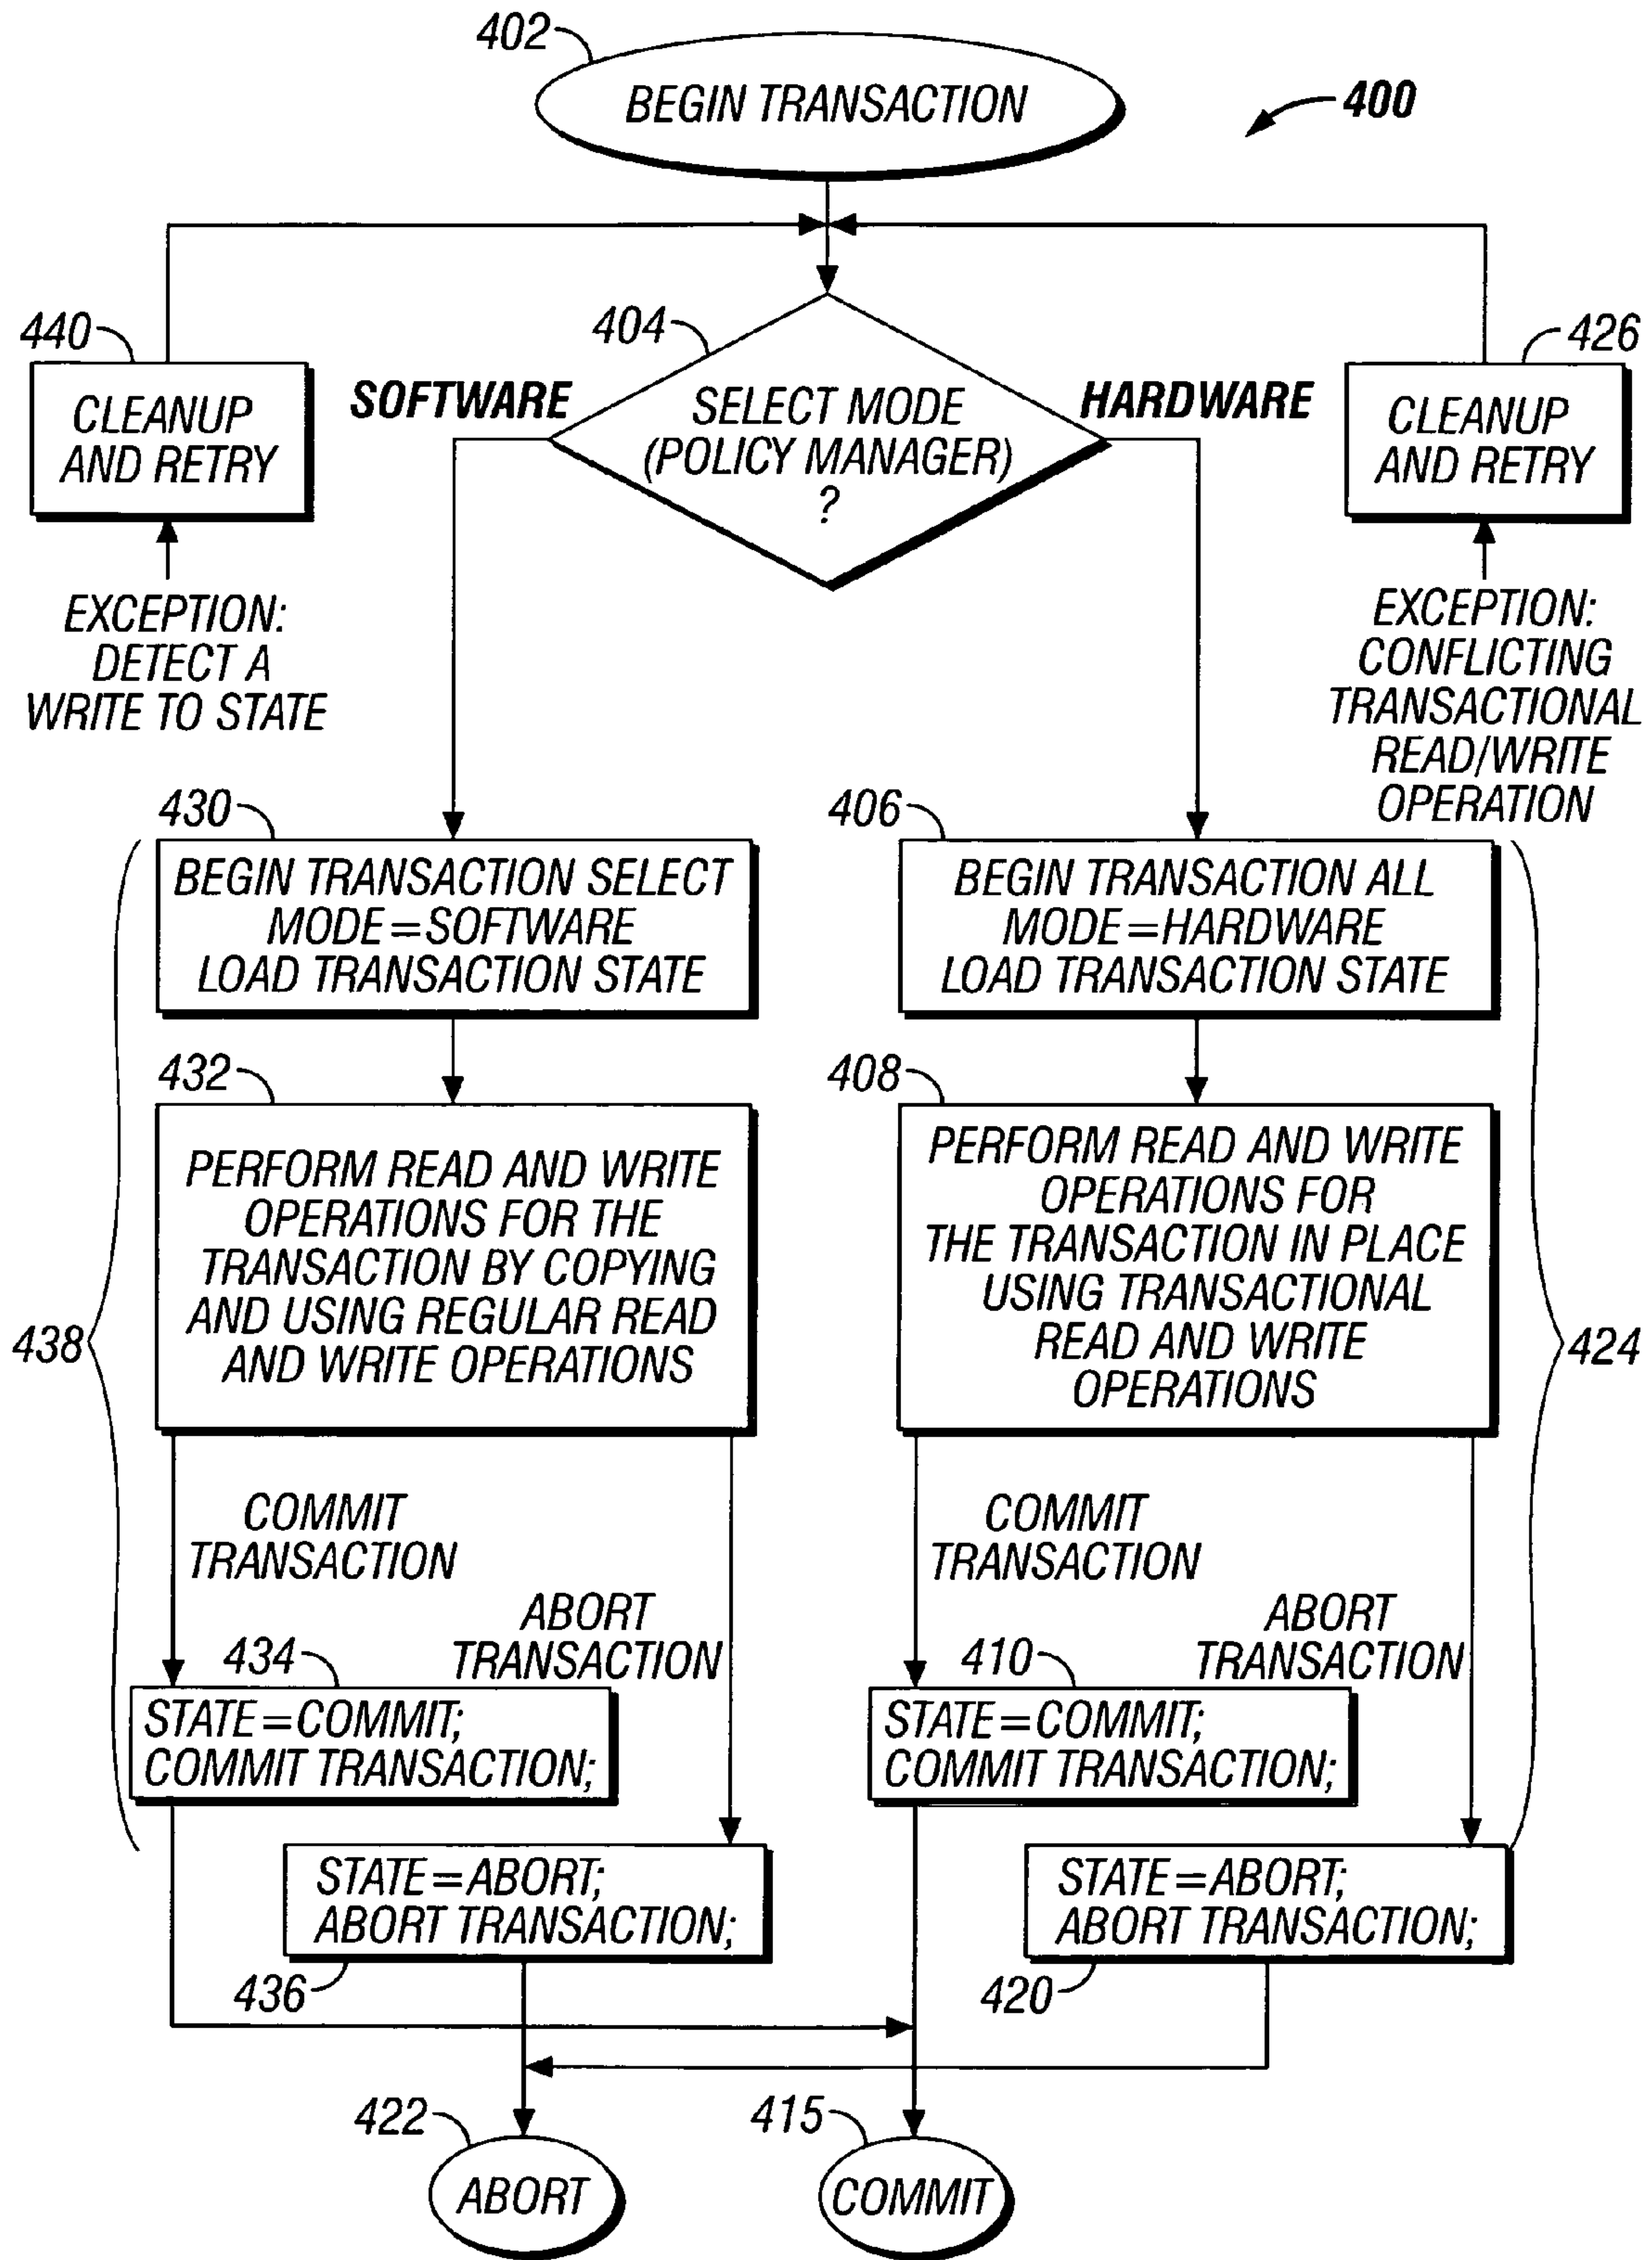 402
BEGIN TRANSACTION
400
440
CLEANUP
AND RETRY
EXCEPTION:
DETECT A
WRITE TO STATE
404
SOFTWARE
SELECT MODE
(POLICY MANAGER)
?
HARDWARE
426
CLEANUP
AND RETRY
EXCEPTION:
CONFLICTING
TRANSACTIONAL
READ/WRITE
OPERATION
430
BEGIN TRANSACTION SELECT
MODE=SOFTWARE
LOAD TRANSACTION STATE
406
BEGIN TRANSACTION ALL
MODE=HARDWARE
LOAD TRANSACTION STATE
432
PERFORM READ AND WRITE
OPERATIONS FOR THE
TRANSACTION BY COPYING
AND USING REGULAR READ
AND WRITE OPERATIONS
408
PERFORM READ AND WRITE
OPERATIONS FOR
THE TRANSACTION IN PLACE
USING TRANSACTIONAL
READ AND WRITE
OPERATIONS
438
424
COMMIT
TRANSACTION
ABORT
TRANSACTION
COMMIT
TRANSACTION
ABORT
TRANSACTION
434
STATE=COMMIT;
COMMIT TRANSACTION;
410
STATE=COMMIT;
COMMIT TRANSACTION;
STATE=ABORT;
ABORT TRANSACTION;
436
STATE=ABORT;
ABORT TRANSACTION;
420
422
ABORT
415
COMMIT